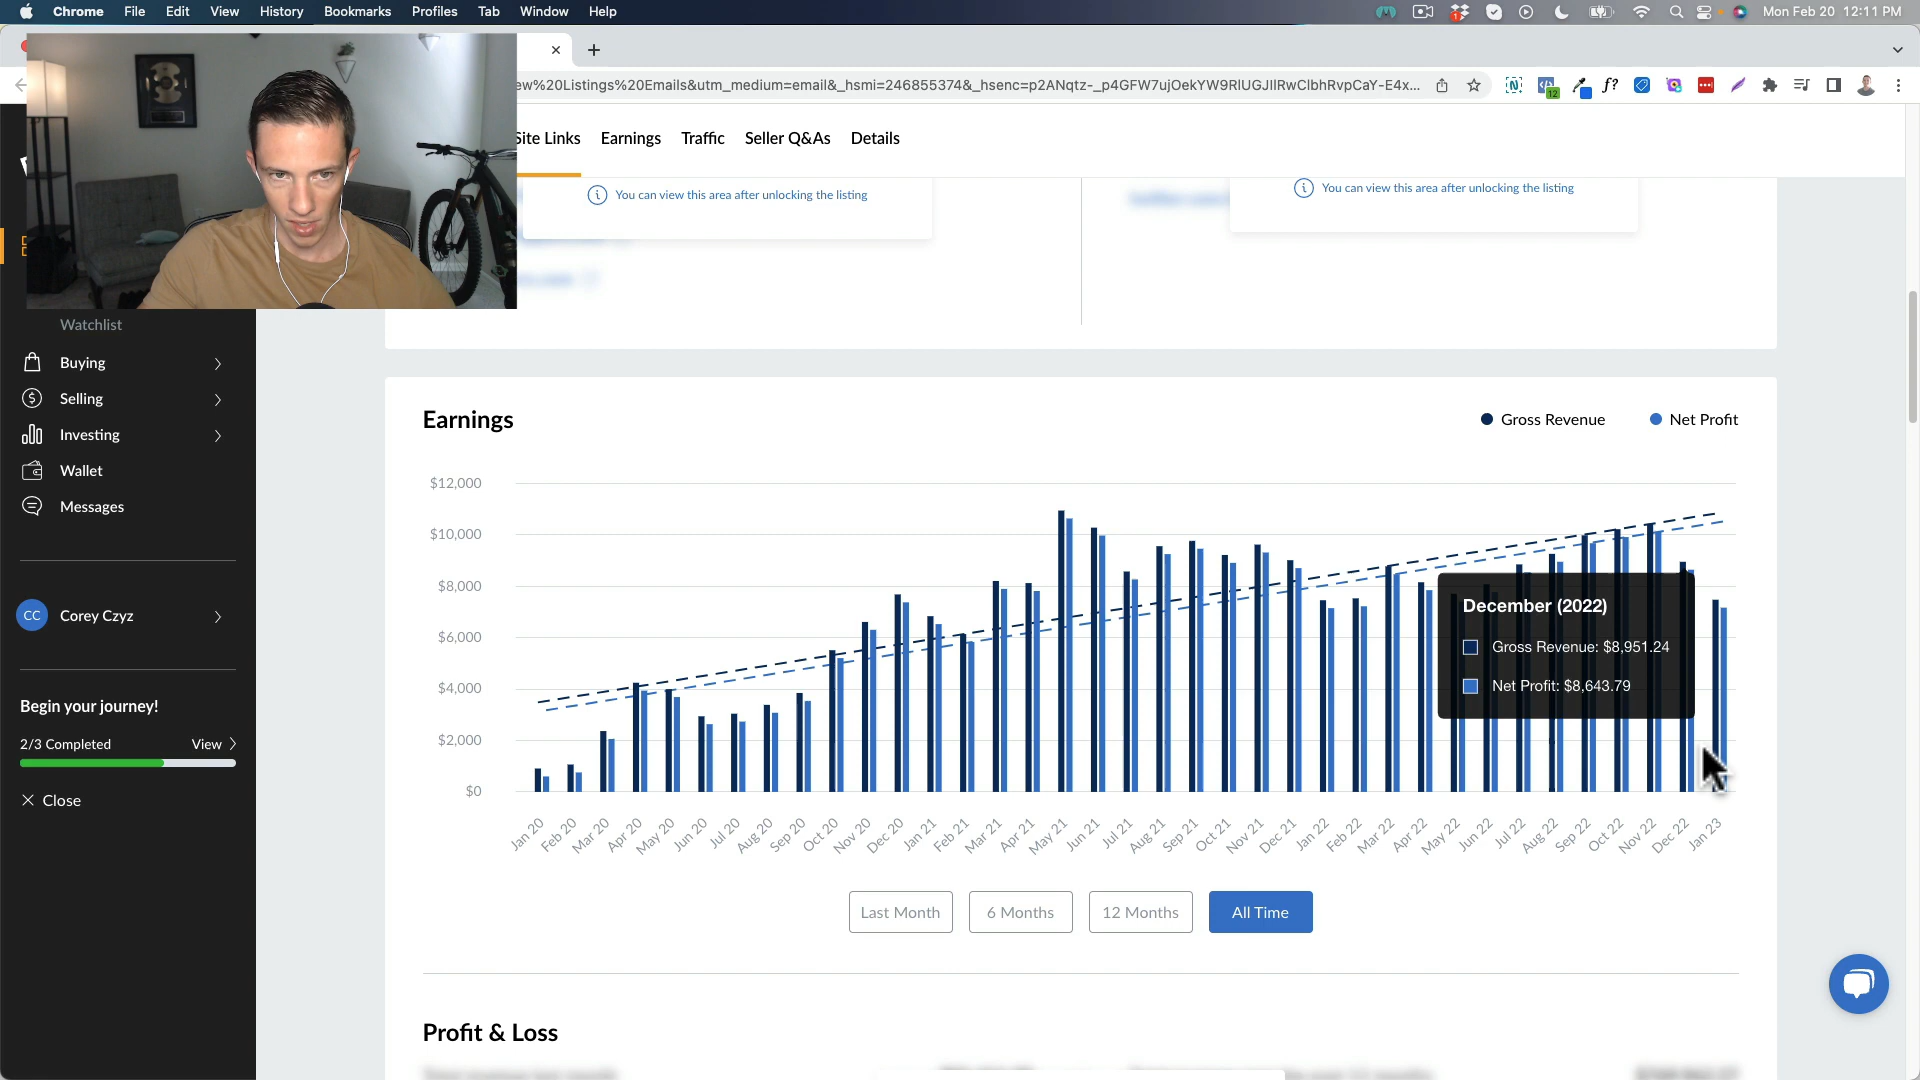 Chrome File Edit View History Bookmarks Profiles Tab Window Help
Mon Feb 20 12:11 PM
ew%20Listings%20Emails&utm_medium=email&_hsmi=246855374&_hsenc=p2ANqtz-_p4GFW7ujOekYW9RlUGJIlRwClbhRvpCaY-E4x...
12
f?
Site Links Earnings Traffic Seller Q&As Details
You can view this area after unlocking the listing
You can view this area after unlocking the listing
Watchlist
Buying
Selling
Investing
Wallet
Messages
CC Corey Czyz
Begin your journey!
2/3 Completed View
Close
Earnings
Gross Revenue Net Profit
$12,000
$10,000
$8,000
$6,000
$4,000
$2,000
$0
December (2022)
Gross Revenue: $8,951.24
Net Profit: $8,643.79
Jan 20 Feb 20 Mar 20 Apr 20 May 20 Jun 20 Jul 20 Aug 20 Sep 20 Oct 20 Nov 20 Dec 20 Jan 21 Feb 21 Mar 21 Apr 21 May 21 Jun 21 Jul 21 Aug 21 Sep 21 Oct 21 Nov 21 Dec 21 Jan 22 Feb 22 Mar 22 Apr 22 May 22 Jun 22 Jul 22 Aug 22 Sep 22 Oct 22 Nov 22 Dec 22 Jan 23
Last Month 6 Months 12 Months All Time
Profit & Loss